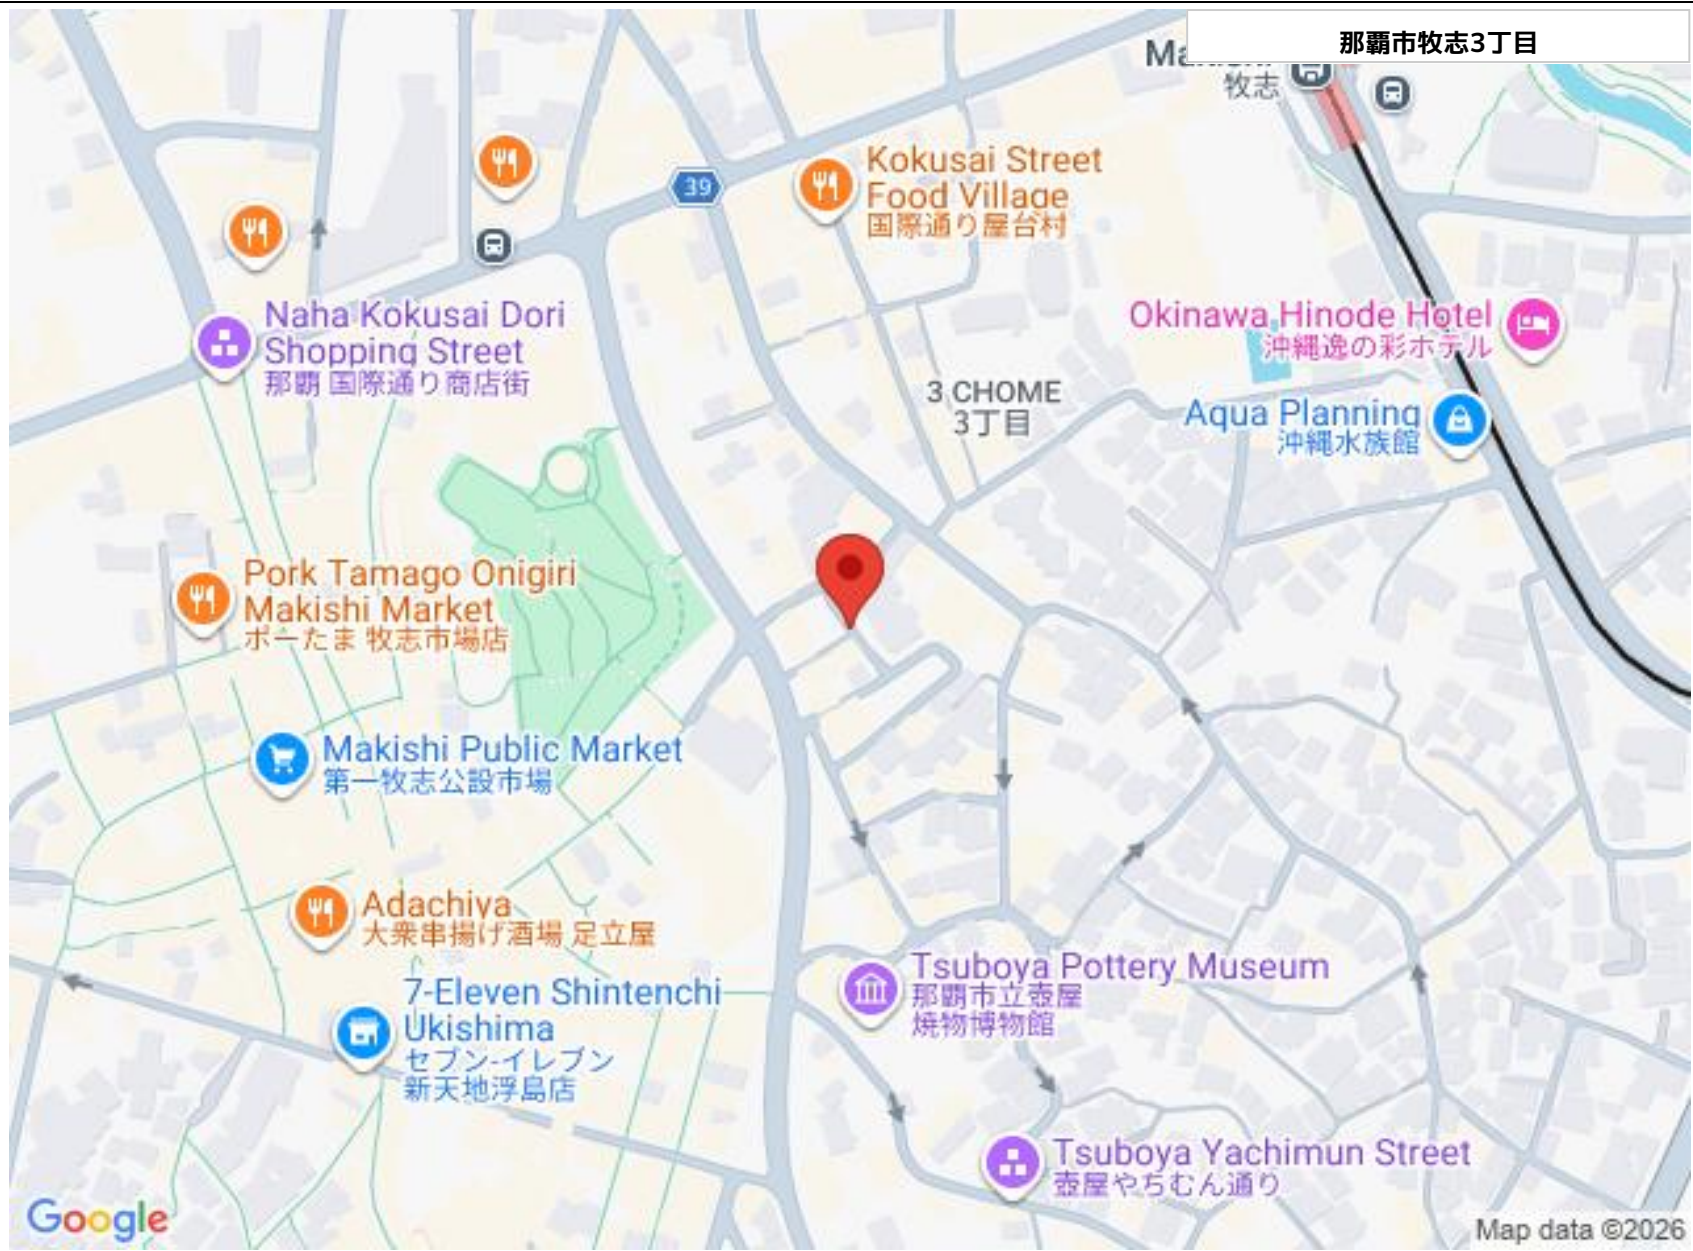 那覇市牧志3丁目
牧志
39
Kokusai Street
Food Village
国際通り屋台村
Naha Kokusai Dori
Shopping Street
那覇 国際通り商店街
Okinawa Hinode Hotel
沖縄逸の彩ホテル
3 CHOME
3丁目
Aqua Planning
沖縄水族館
Pork Tamago Onigiri
Makishi Market
ポーたま 牧志市場店
Makishi Public Market
第一牧志公設市場
Adachiya
大衆串揚げ酒場 足立屋
Tsuboya Pottery Museum
那覇市立壺屋
焼物博物館
7-Eleven Shintenchi
Ukishima
セブン-イレブン
新天地浮島店
Tsuboya Yachimun Street
壺屋やちむん通り
Google
Map data ©2026